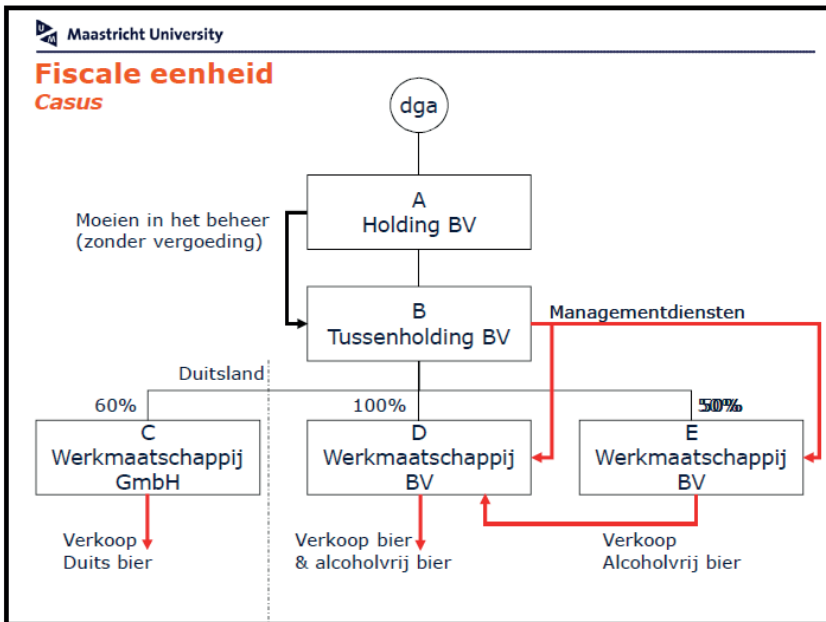 UM Maastricht University
Fiscale eenheid
Casus
dga
A
Holding BV
Moeien in het beheer
(zonder vergoeding)
B
Tussenholding BV
Managementdiensten
Duitsland
60%
100%
50%
C
Werkmaatschappij
GmbH
D
Werkmaatschappij
BV
E
Werkmaatschappij
BV
Verkoop
Duits bier
Verkoop bier
& alcoholvrij bier
Verkoop
Alcoholvrij bier